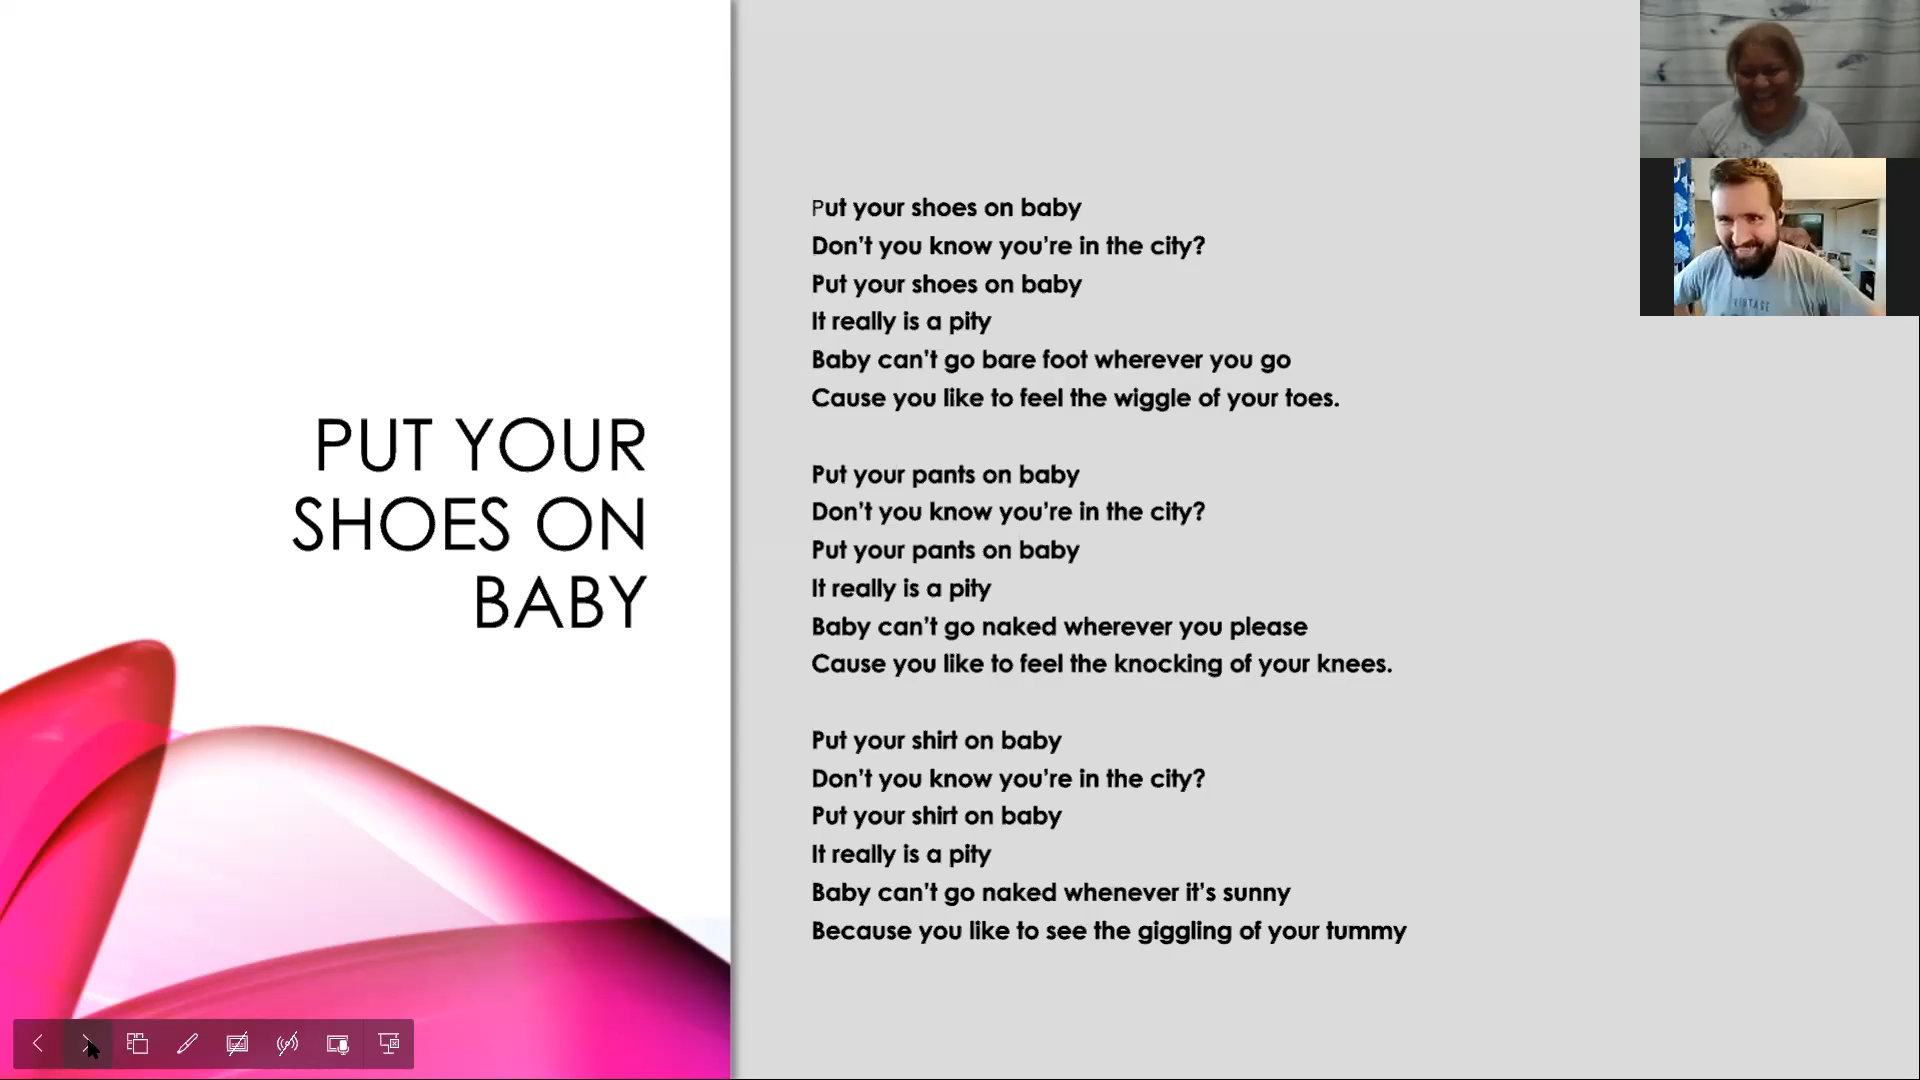 PUT YOUR
SHOES ON
BABY
Put your shoes on baby
Don't you know you're in the city?
Put your shoes on baby
It really is a pity
Baby can't go bare foot wherever you go
Cause you like to feel the wiggle of your toes.
Put your pants on baby
Don't you know you're in the city?
Put your pants on baby
It really is a pity
Baby can't go naked wherever you please
Cause you like to feel the knocking of your knees.
Put your shirt on baby
Don't you know you're in the city?
Put your shirt on baby
It really is a pity
Baby can't go naked whenever it's sunny
Because you like to see the giggling of your tummy
VINTAGE